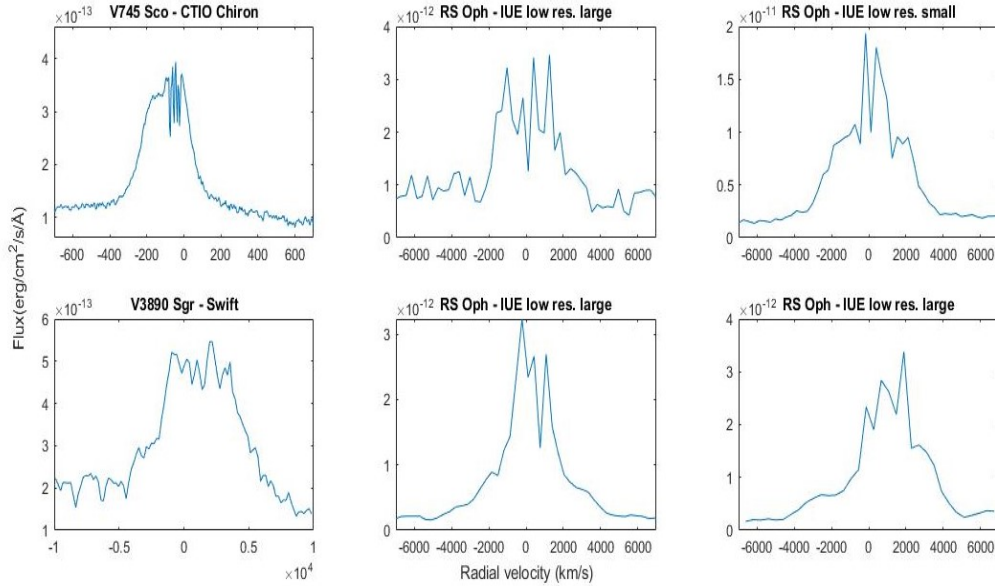 V745 Sco - CTIO Chiron
×10⁻¹³
4
3
2
1
-600 -400 -200 0 200 400 600
RS Oph - IUE low res. large
×10⁻¹²
4
3
2
1
0
-6000 -4000 -2000 0 2000 4000 6000
RS Oph - IUE low res. small
×10⁻¹¹
2
1.5
1
0.5
0
-6000 -4000 -2000 0 2000 4000 6000
Flux(erg/cm²/s/Å)
V3890 Sgr - Swift
×10⁻¹³
6
5
4
3
2
1
-1 -0.5 0 0.5 1
×10⁴
RS Oph - IUE low res. large
×10⁻¹²
3
2
1
0
-6000 -4000 -2000 0 2000 4000 6000
RS Oph - IUE low res. large
×10⁻¹²
4
3
2
1
0
-6000 -4000 -2000 0 2000 4000 6000
Radial velocity (km/s)